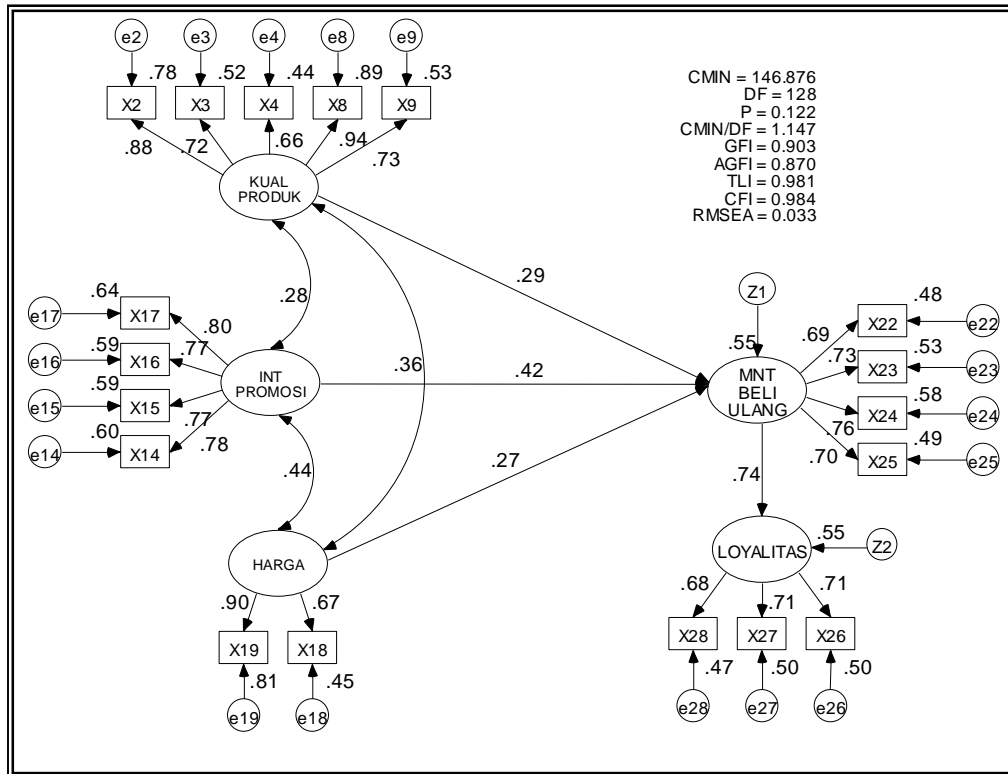 e2 e3 e4 e8 e9
.78 .52 .44 .89 .53
X2 X3 X4 X8 X9
.88 .72 .66 .94 .73
KUAL
PRODUK
CMIN = 146.876
DF = 128
P = 0.122
CMIN/DF = 1.147
GFI = 0.903
AGFI = 0.870
TLI = 0.981
CFI = 0.984
RMSEA = 0.033
.28
.36
.44
.29
.42
.27
e17 .64 X17 .80
e16 .59 X16 .77
e15 .59 X15 .77
e14 .60 X14 .78
INT
PROMOSI
HARGA
.90 .67
X19 X18
.81 .45
e19 e18
Z1
.55
MNT
BELI
ULANG
.69 X22 .48 e22
.73 X23 .53 e23
.76 X24 .58 e24
.70 X25 .49 e25
.74
LOYALITAS
.55 Z2
.68 .71 .71
X28 X27 X26
.47 .50 .50
e28 e27 e26